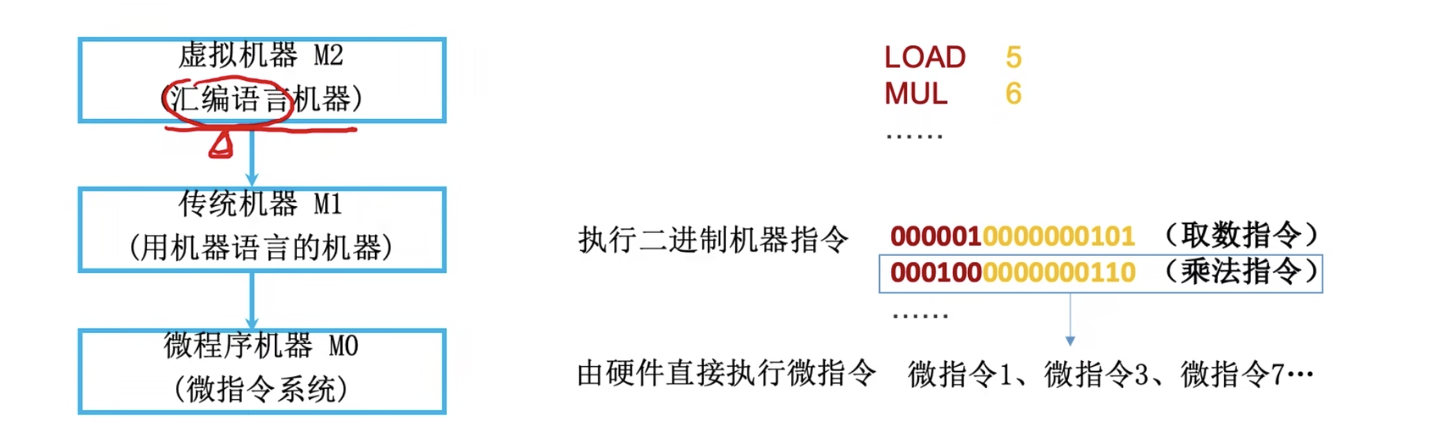 虚拟机器 M2
(汇编语言机器)
LOAD 5
MUL 6
……
传统机器 M1
(用机器语言的机器)
执行二进制机器指令
0000010000000101 (取数指令)
0001000000000110 (乘法指令)
……
微程序机器 M0
(微指令系统)
由硬件直接执行微指令
微指令1、微指令3、微指令7…